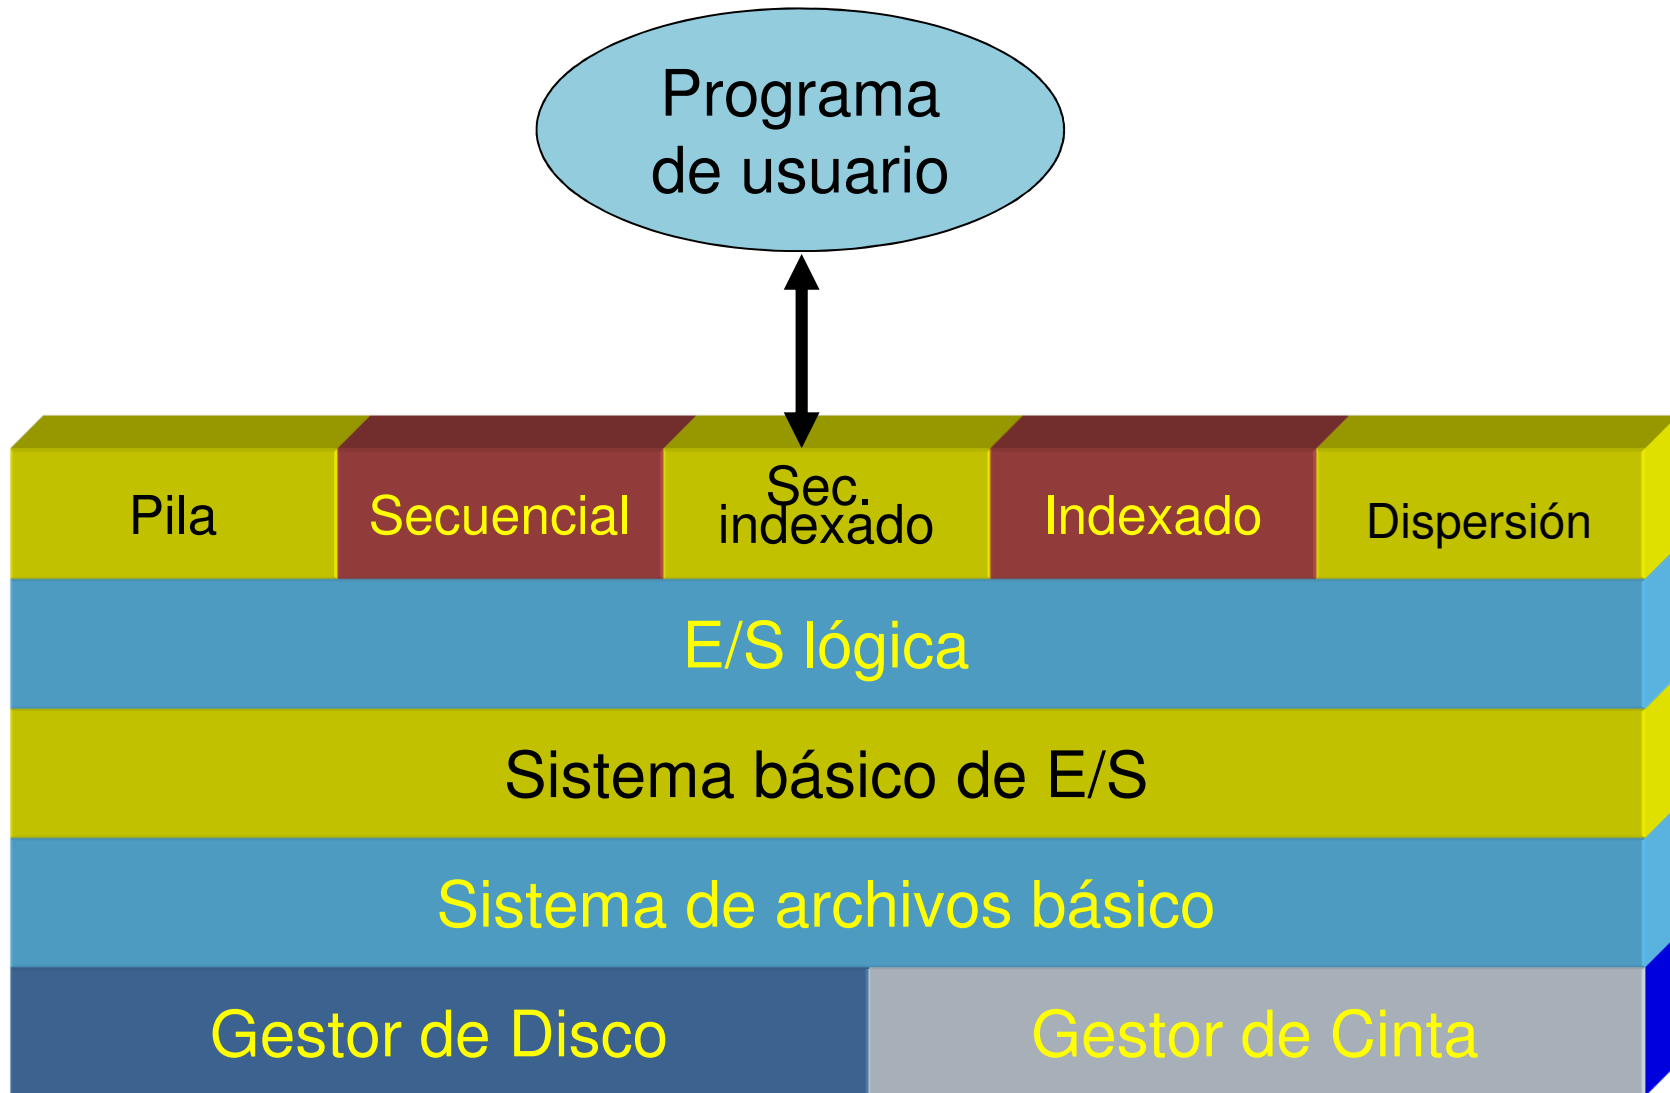 Programa
de usuario
Pila
Secuencial
Sec.
indexado
Indexado
Dispersión
E/S lógica
Sistema básico de E/S
Sistema de archivos básico
Gestor de Disco
Gestor de Cinta